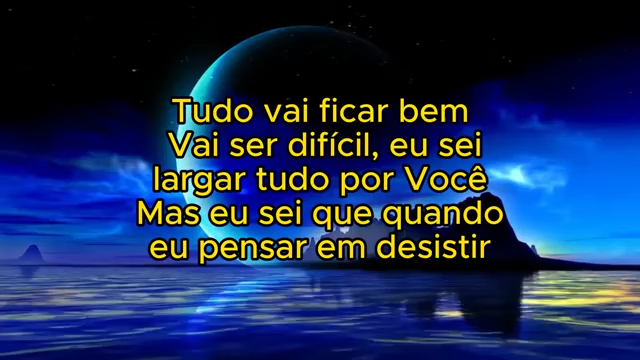 Tudo vai ficar bem
Vai ser difícil, eu sei
largar tudo por Você
Mas eu sei que quando
eu pensar em desistir